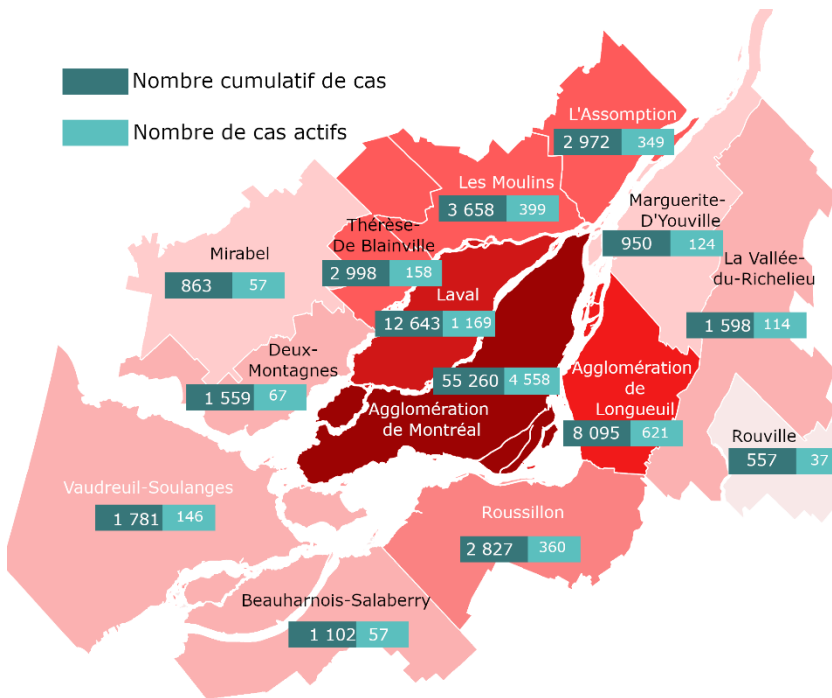 Nombre cumulatif de cas
Nombre de cas actifs
L'Assomption
2 972 349
Les Moulins
3 658 399
Marguerite-
D'Youville
950 124
Thérèse-
De Blainville
2 998 158
Mirabel
863 57
La Vallée-
du-Richelieu
1 598 114
Laval
12 643 1 169
Deux-
Montagnes
1 559 67
55 260 4 558
Agglomération
de Montréal
Agglomération
de
Longueuil
8 095 621
Rouville
557 37
Vaudreuil-Soulanges
1 781 146
Roussillon
2 827 360
Beauharnois-Salaberry
1 102 57